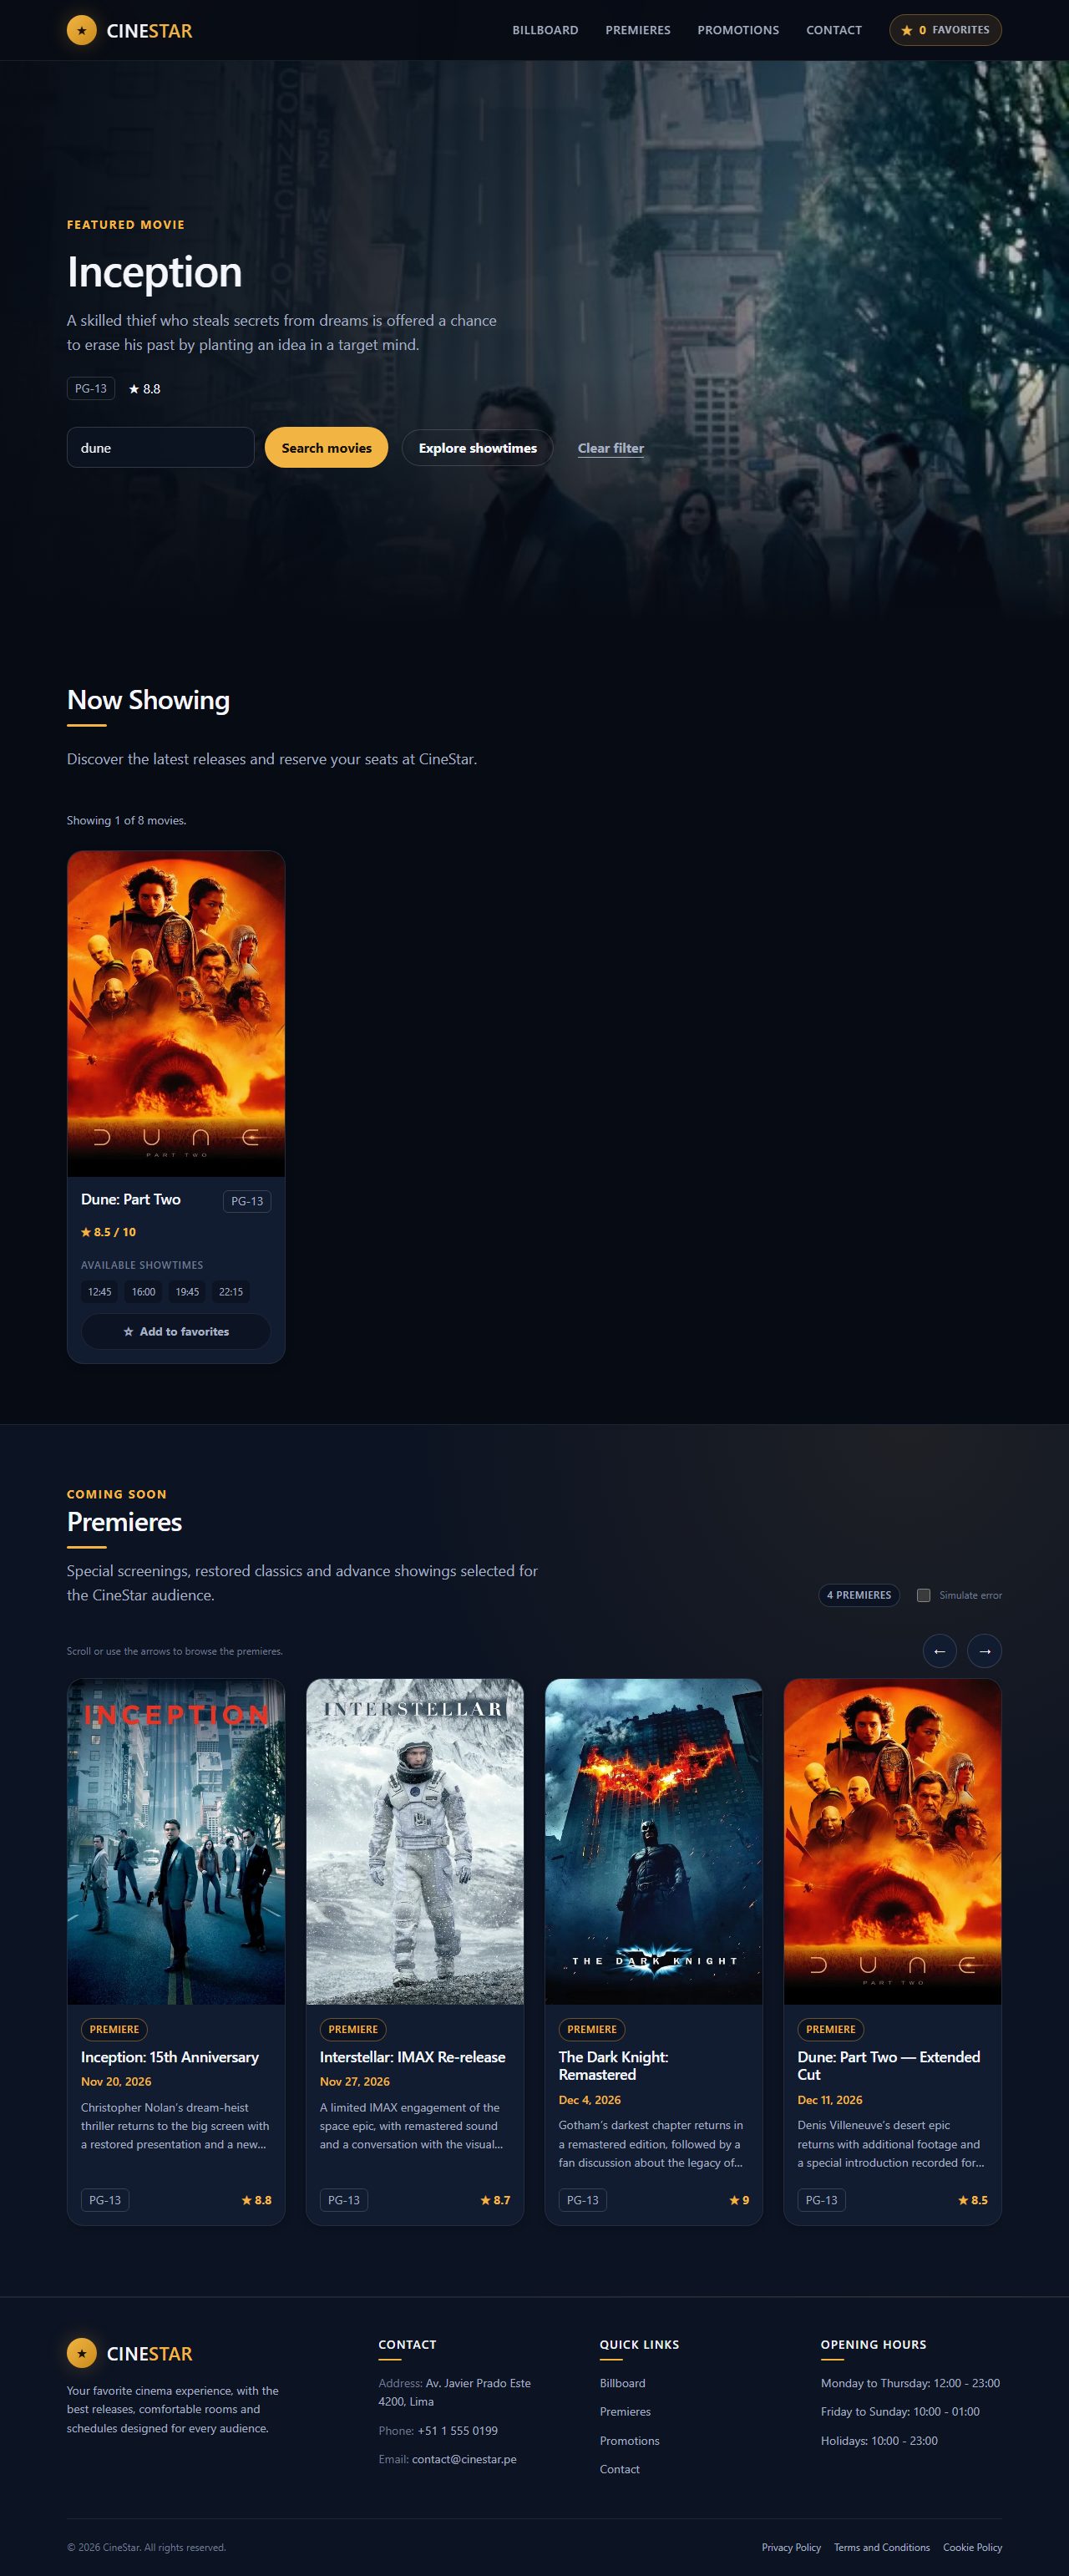 ★ CINESTAR
BILLBOARD PREMIERES PROMOTIONS CONTACT ★ 0 FAVORITES
FEATURED MOVIE
Inception
A skilled thief who steals secrets from dreams is offered a chance
to erase his past by planting an idea in a target mind.
PG-13 ★ 8.8
dune Search movies Explore showtimes Clear filter
Now Showing
Discover the latest releases and reserve your seats at CineStar.
Showing 1 of 8 movies.
DUNE
PART TWO
Dune: Part Two PG-13
★ 8.5 / 10
AVAILABLE SHOWTIMES
12:45 16:00 19:45 22:15
☆ Add to favorites
COMING SOON
Premieres
Special screenings, restored classics and advance showings selected for
the CineStar audience.
4 PREMIERES Simulate error
Scroll or use the arrows to browse the premieres. ← →
INCEPTION
PREMIERE
Inception: 15th Anniversary
Nov 20, 2026
Christopher Nolan’s dream-heist
thriller returns to the big screen with
a restored presentation and a new...
PG-13 ★ 8.8
INTERSTELLAR
PREMIERE
Interstellar: IMAX Re-release
Nov 27, 2026
A limited IMAX engagement of the
space epic, with remastered sound
and a conversation with the visual...
PG-13 ★ 8.7
THE DARK KNIGHT
PREMIERE
The Dark Knight:
Remastered
Dec 4, 2026
Gotham’s darkest chapter returns in
a remastered edition, followed by a
fan discussion about the legacy of...
PG-13 ★ 9
DUNE
PART TWO
PREMIERE
Dune: Part Two — Extended
Cut
Dec 11, 2026
Denis Villeneuve’s desert epic
returns with additional footage and
a special introduction recorded for...
PG-13 ★ 8.5
★ CINESTAR
Your favorite cinema experience, with the
best releases, comfortable rooms and
schedules designed for every audience.
CONTACT
Address: Av. Javier Prado Este
4200, Lima
Phone: +51 1 555 0199
Email: contact@cinestar.pe
QUICK LINKS
Billboard
Premieres
Promotions
Contact
OPENING HOURS
Monday to Thursday: 12:00 - 23:00
Friday to Sunday: 10:00 - 01:00
Holidays: 10:00 - 23:00
© 2026 CineStar. All rights reserved.
Privacy Policy Terms and Conditions Cookie Policy